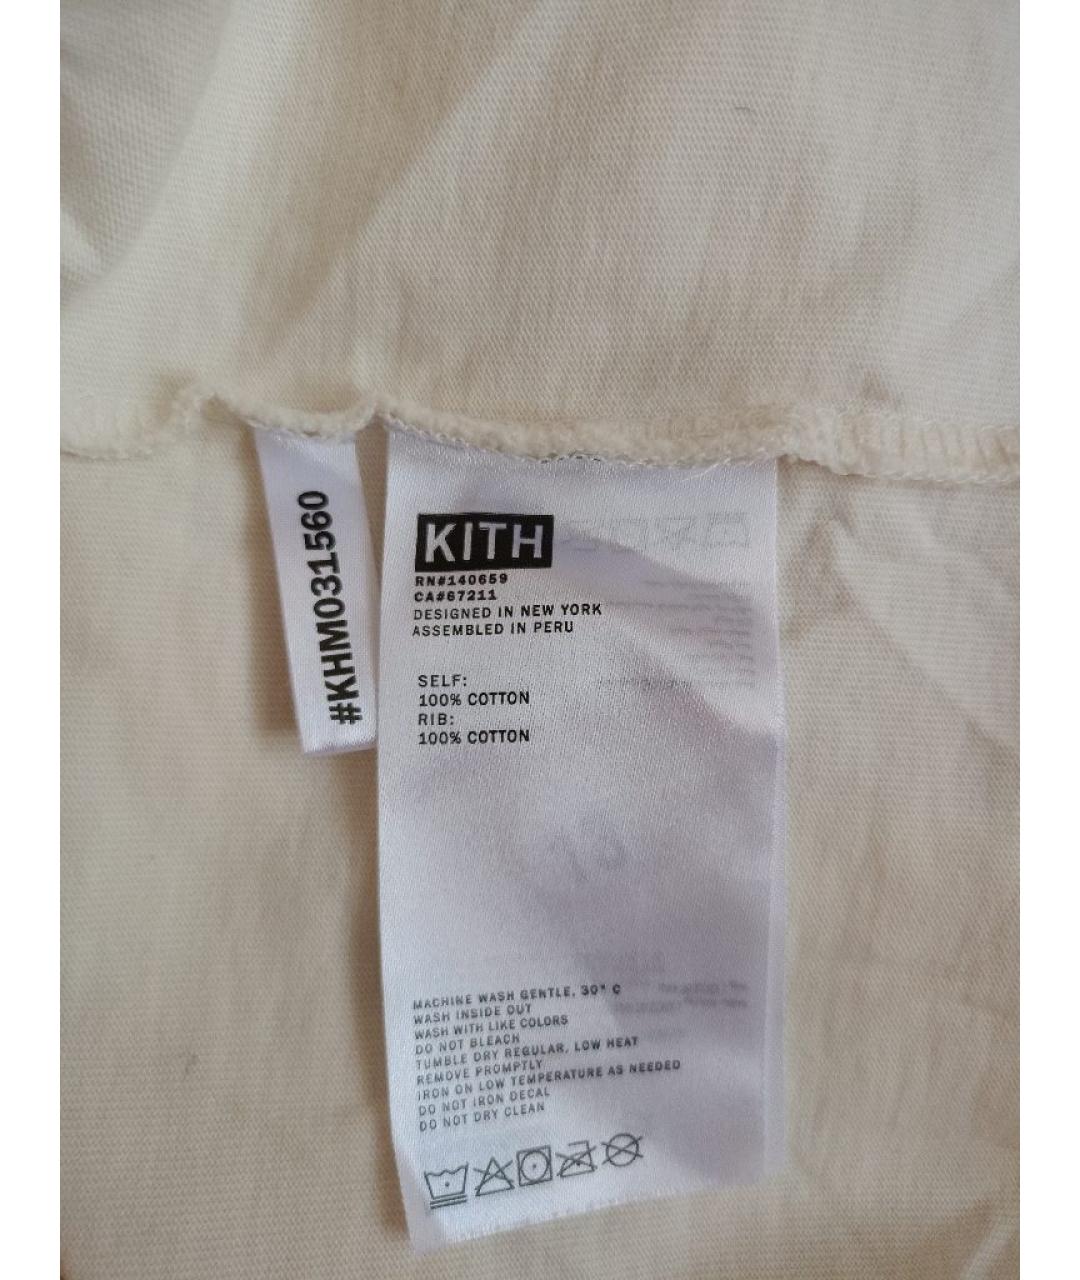 #KHM031560
KITH
RN#140659
CA#67211
DESIGNED IN NEW YORK
ASSEMBLED IN PERU
SELF:
100% COTTON
RIB:
100% COTTON
MACHINE WASH GENTLE, 30° C
WASH INSIDE OUT
WASH WITH LIKE COLORS
DO NOT BLEACH
TUMBLE DRY REGULAR, LOW HEAT
REMOVE PROMPTLY
IRON ON LOW TEMPERATURE AS NEEDED
DO NOT IRON DECAL
DO NOT DRY CLEAN